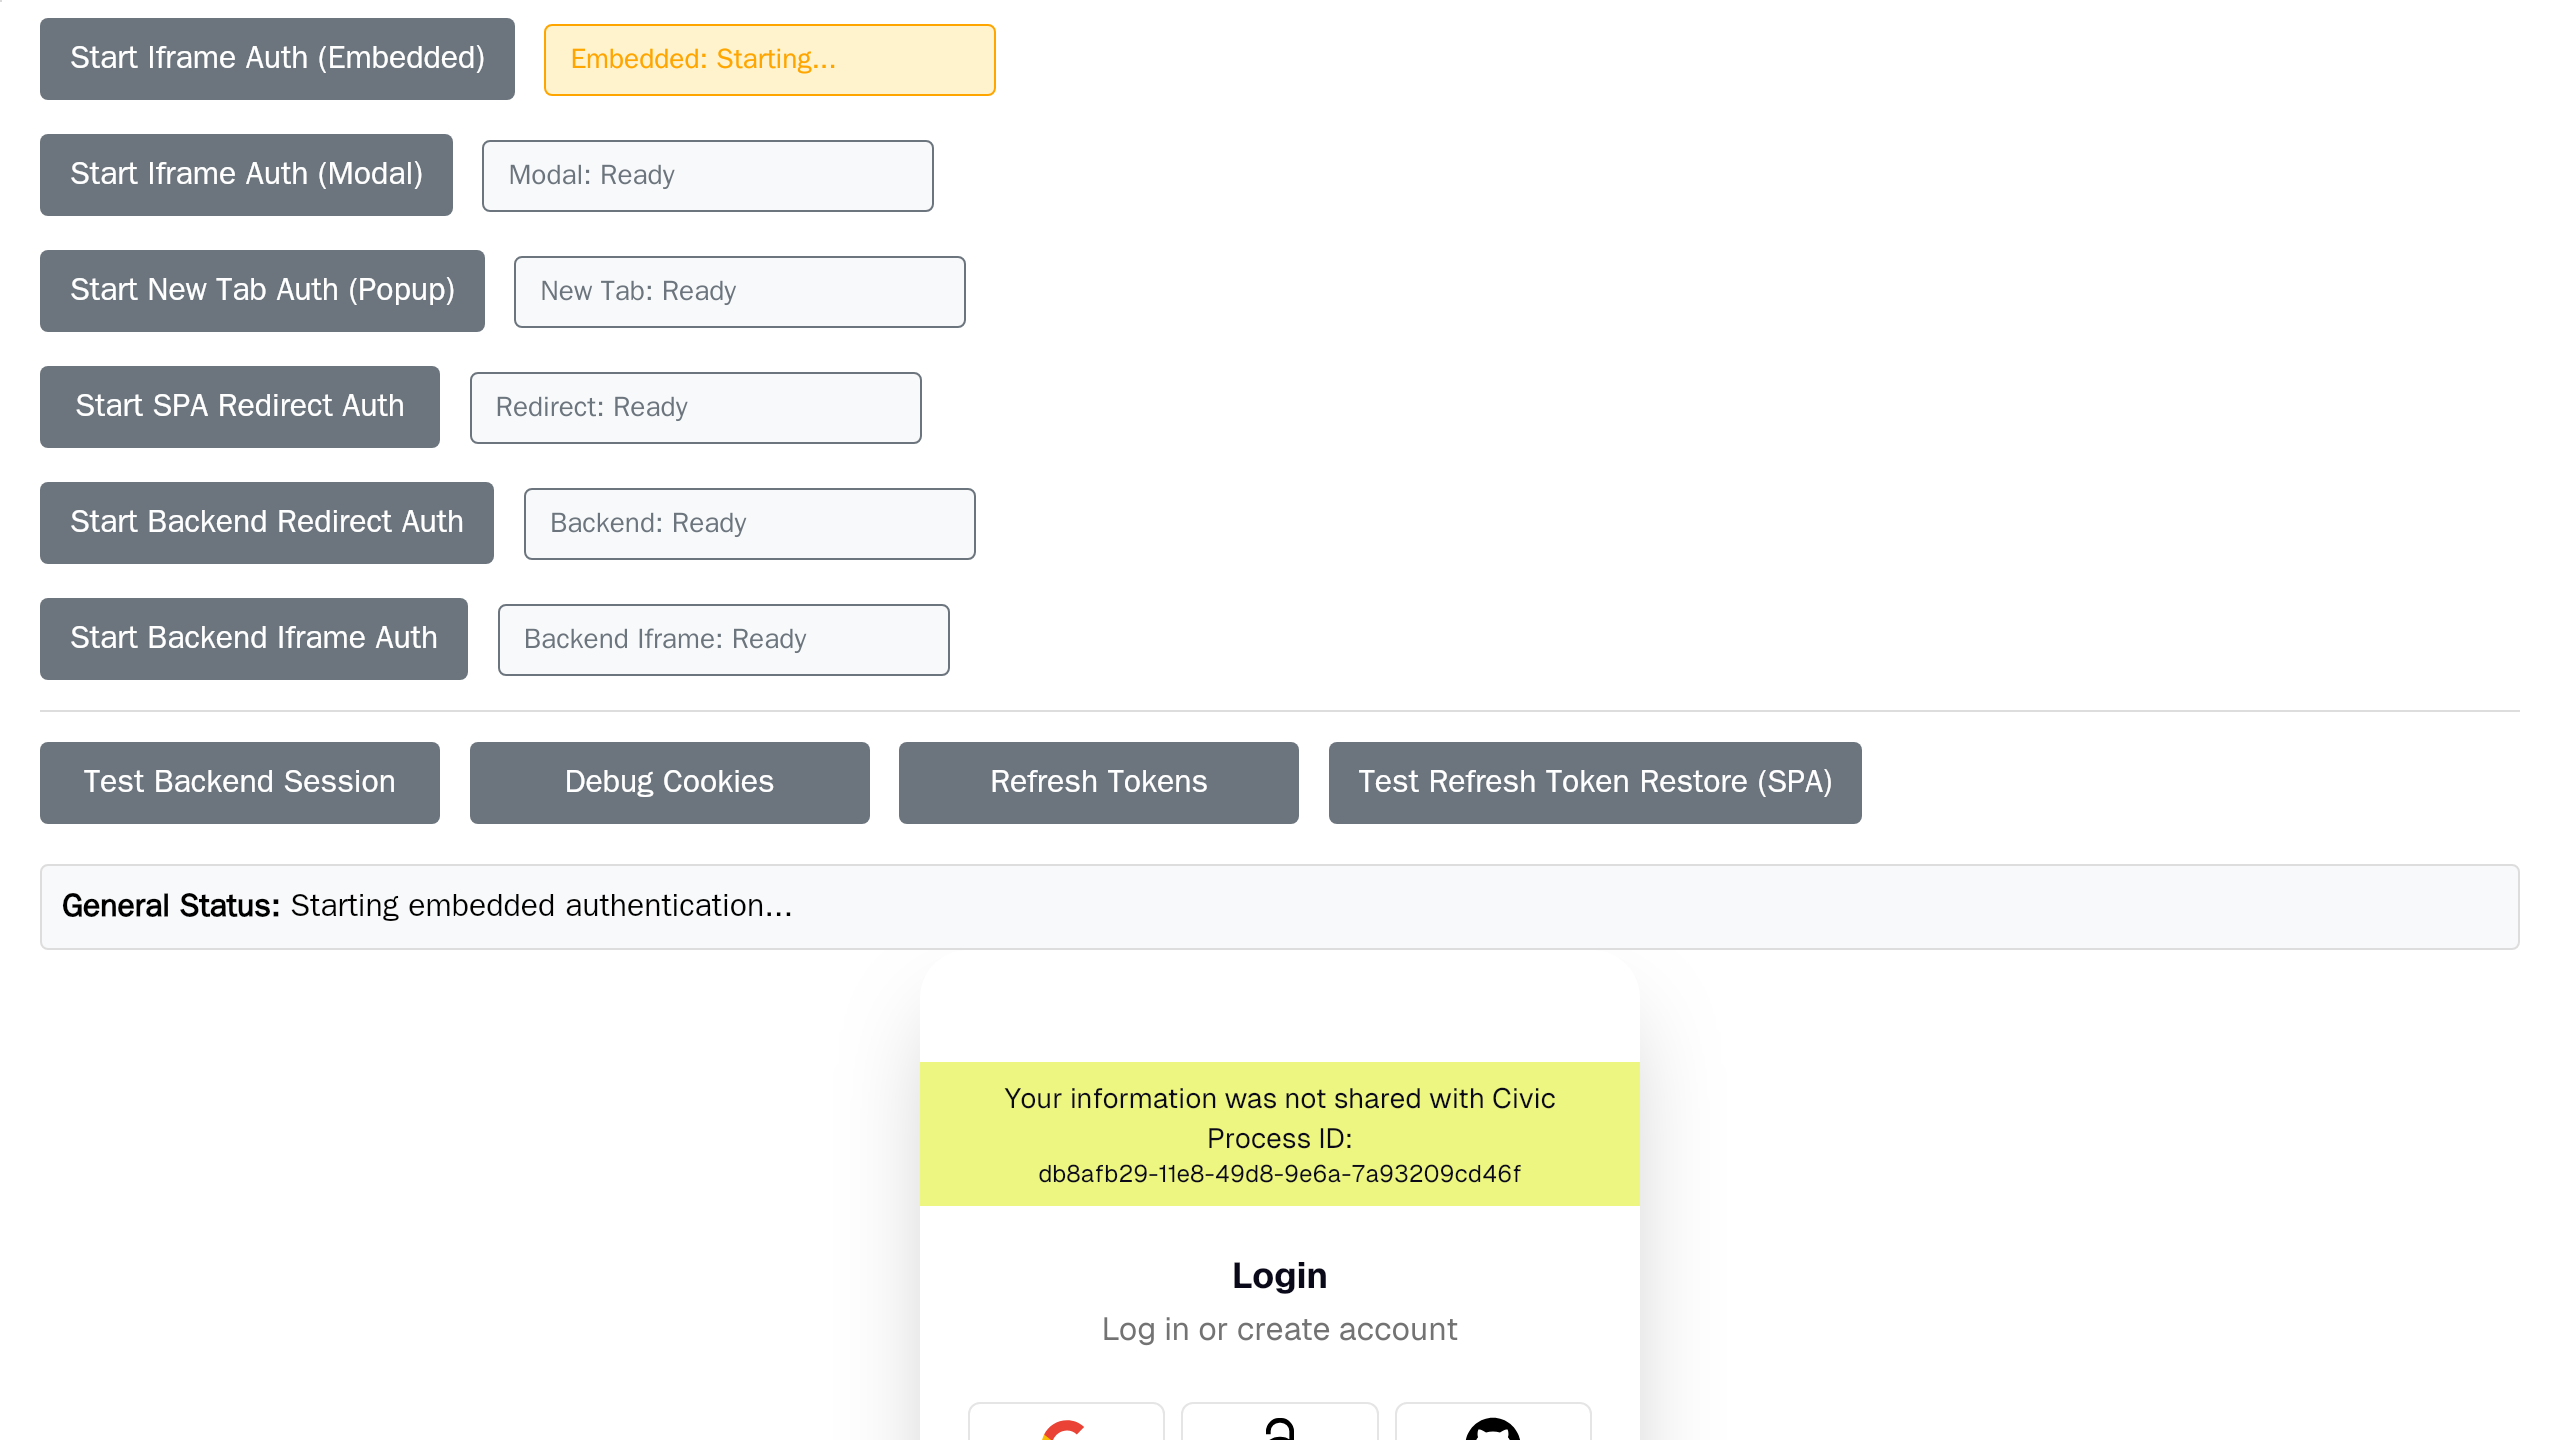 Start Iframe Auth (Embedded)
Embedded: Starting...
Start Iframe Auth (Modal)
Modal: Ready
Start New Tab Auth (Popup)
New Tab: Ready
Start SPA Redirect Auth
Redirect: Ready
Start Backend Redirect Auth
Backend: Ready
Start Backend Iframe Auth
Backend Iframe: Ready
Test Backend Session
Debug Cookies
Refresh Tokens
Test Refresh Token Restore (SPA)
General Status: Starting embedded authentication...
Your information was not shared with Civic
Process ID:
db8afb29-11e8-49d8-9e6a-7a93209cd46f
Login
Log in or create account